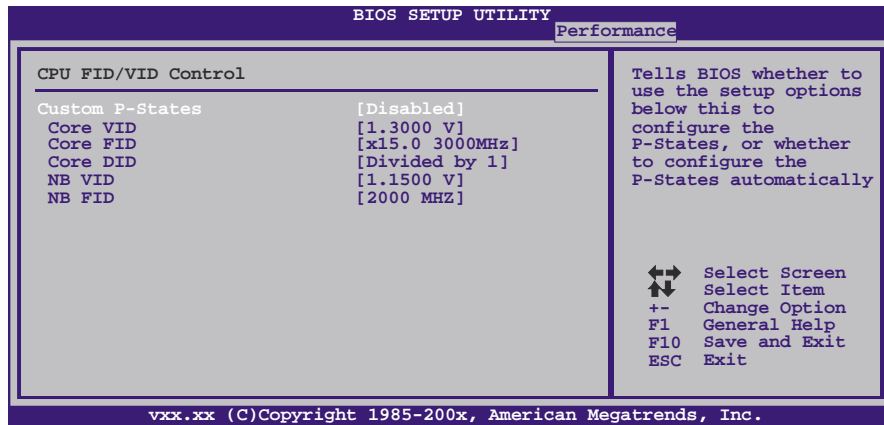 BIOS SETUP UTILITY
Performance
CPU FID/VID Control
Custom P-States [Disabled]
Core VID [1.3000 V]
Core FID [x15.0 3000MHz]
Core DID [Divided by 1]
NB VID [1.1500 V]
NB FID [2000 MHZ]
Tells BIOS whether to
use the setup options
below this to
configure the
P-States, or whether
to configure the
P-States automatically
Select Screen
Select Item
+- Change Option
F1 General Help
F10 Save and Exit
ESC Exit
vxx.xx (C)Copyright 1985-200x, American Megatrends, Inc.